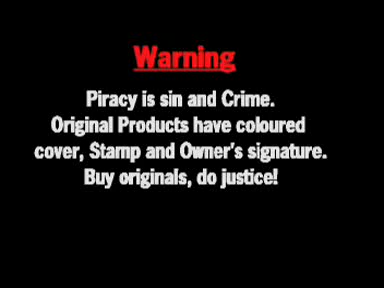 Warning
Piracy is sin and Crime.
Original Products have coloured
cover, Stamp and Owner's signature.
Buy originals, do justice!